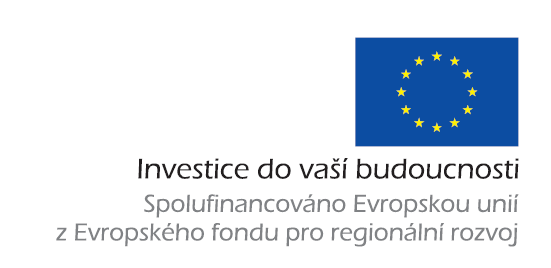 Investice do vaší budoucnosti
Spolufinancováno Evropskou unií
z Evropského fondu pro regionální rozvoj